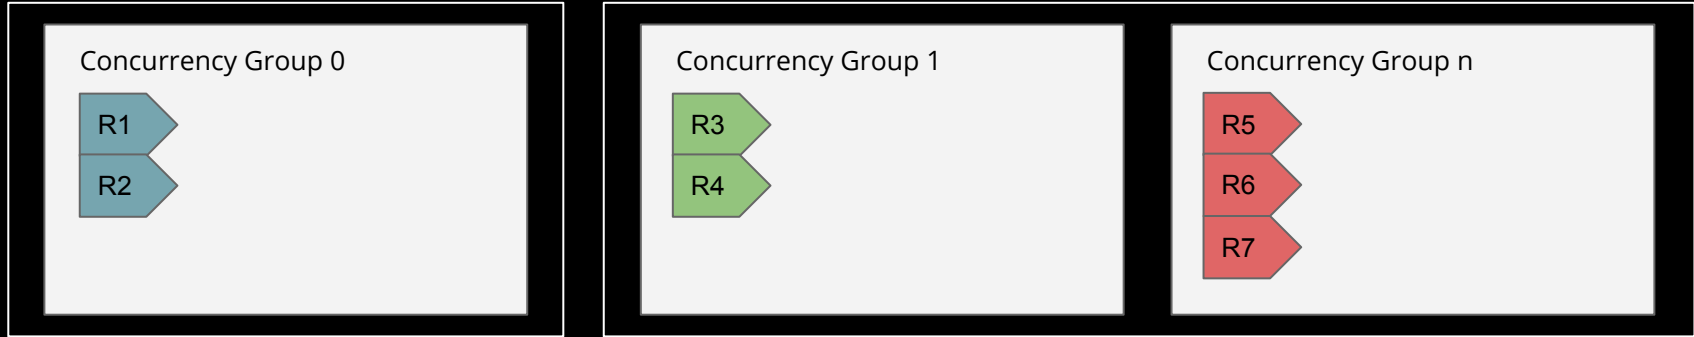 Concurrency Group 0
R1
R2
Concurrency Group 1
R3
R4
Concurrency Group n
R5
R6
R7